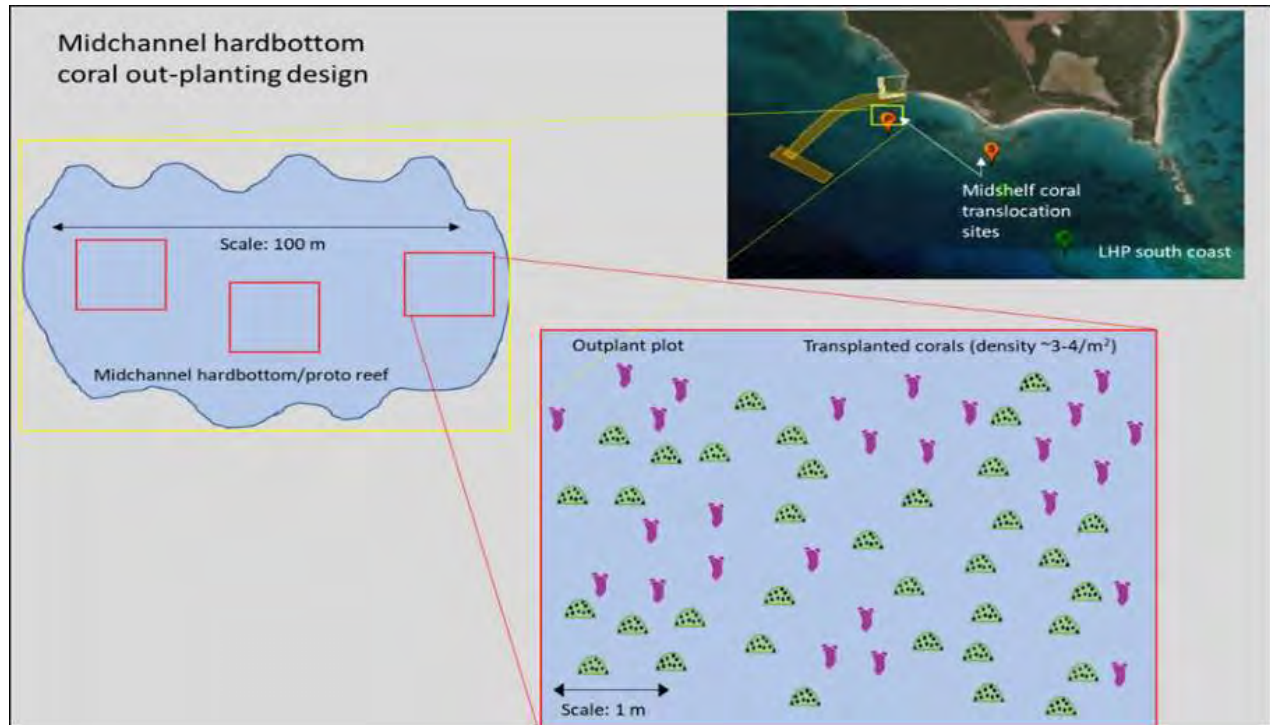 Midchannel hardbottom
coral out-planting design
Scale: 100 m
Midchannel hardbottom/proto reef
Midshelf coral
translocation
sites
LHP south coast
Outplant plot
Transplanted corals (density ~3-4/m²)
Scale: 1 m